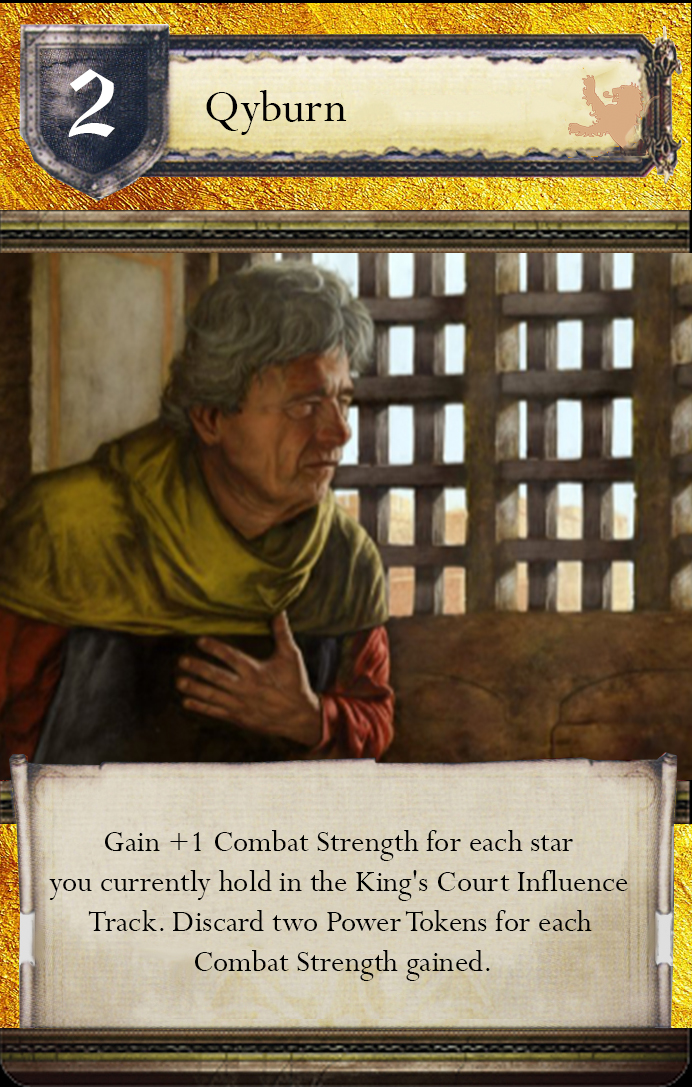 2
Qyburn
Gain +1 Combat Strength for each star
you currently hold in the King's Court Influence
Track. Discard two Power Tokens for each
Combat Strength gained.